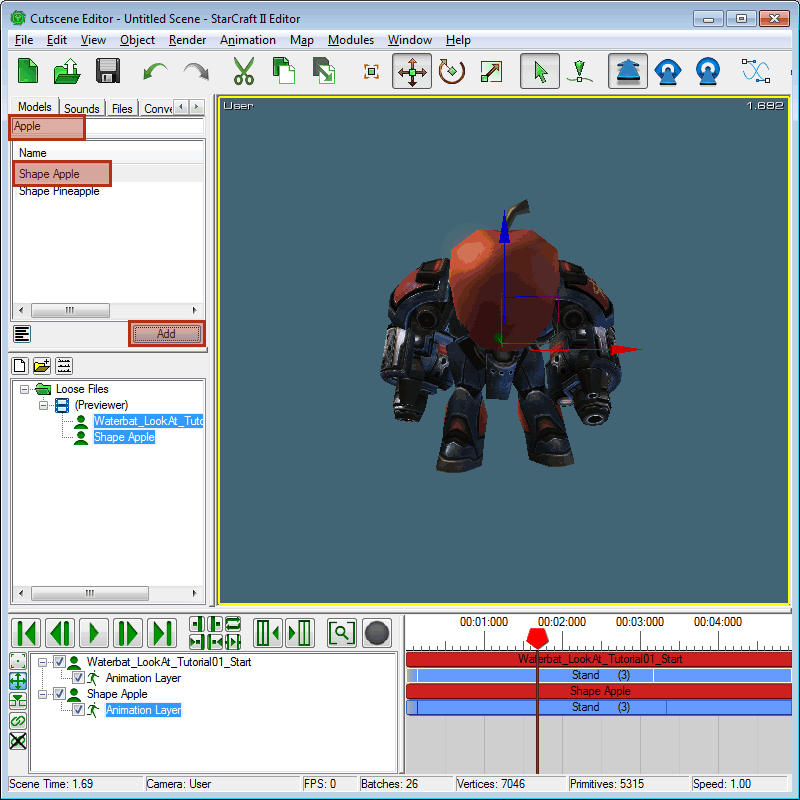 Cutscene Editor - Untitled Scene - StarCraft II Editor
File Edit View Object Render Animation Map Modules Window Help
Models Sounds Files Conve
Apple
Name
Shape Apple
Shape Pineapple
Add
User
1.692
Loose Files
(Previewer)
Waterbat_LookAt_Tuto
Shape Apple
00:01:000 00:02:000 00:03:000 00:04:000
Waterbat_LookAt_Tutorial01_Start
Animation Layer
Shape Apple
Animation Layer
Waterbat_LookAt_Tutorial01_Start
Stand (3)
Shape Apple
Stand (3)
Scene Time: 1.69 Camera: User FPS: 0 Batches: 26 Vertices: 7046 Primitives: 5315 Speed: 1.00